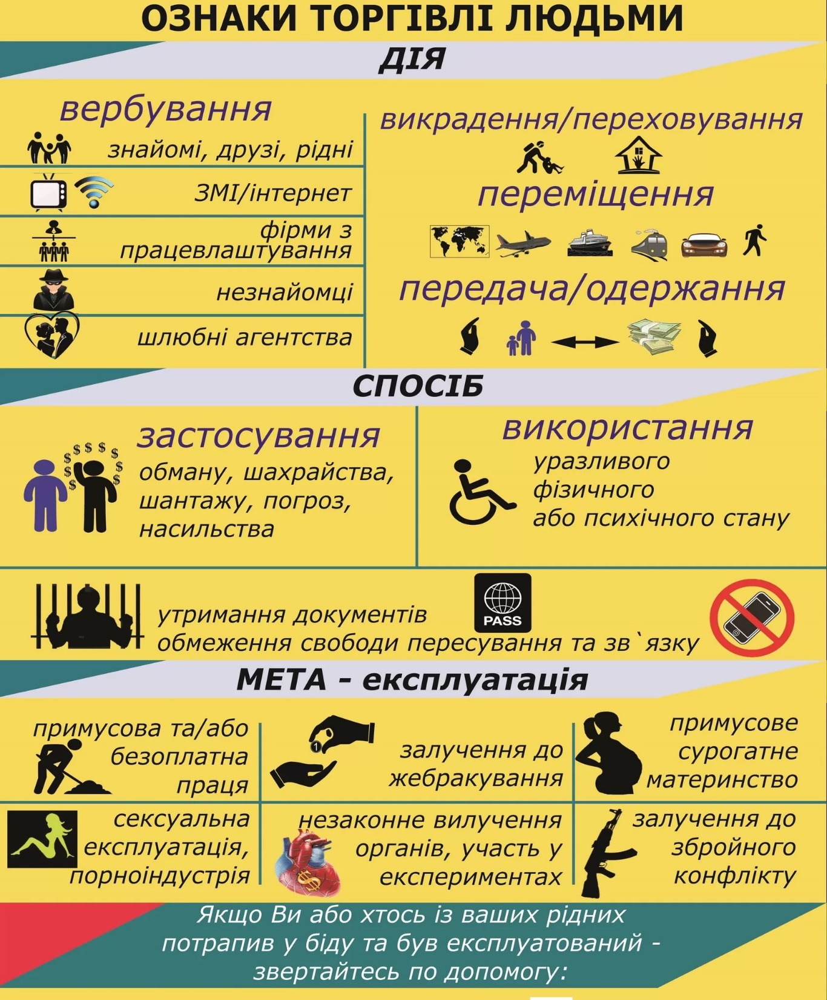 ОЗНАКИ ТОРГІВЛІ ЛЮДЬМИ
ДІЯ
вербування
знайомі, друзі, рідні
ЗМІ/інтернет
фірми з
працевлаштування
незнайомці
шлюбні агентства
викрадення/переховування
переміщення
передача/одержання
СПОСІБ
застосування
$ $ $ $ $ $ $ $ $ $
обману, шахрайства,
шантажу, погроз,
насильства
використання
уразливого
фізичного
або психічного стану
утримання документів
PASS
обмеження свободи пересування та зв`язку
МЕТА - експлуатація
примусова та/або
безоплатна
праця
1
залучення до
жебракування
примусове
сурогатне
материнство
сексуальна
експлуатація,
порноіндустрія
незаконне вилучення
органів, участь у
експериментах
$
залучення до
збройного
конфлікту
Якщо Ви або хтось із ваших рідних
потрапив у біду та був експлуатований -
звертайтесь по допомогу: